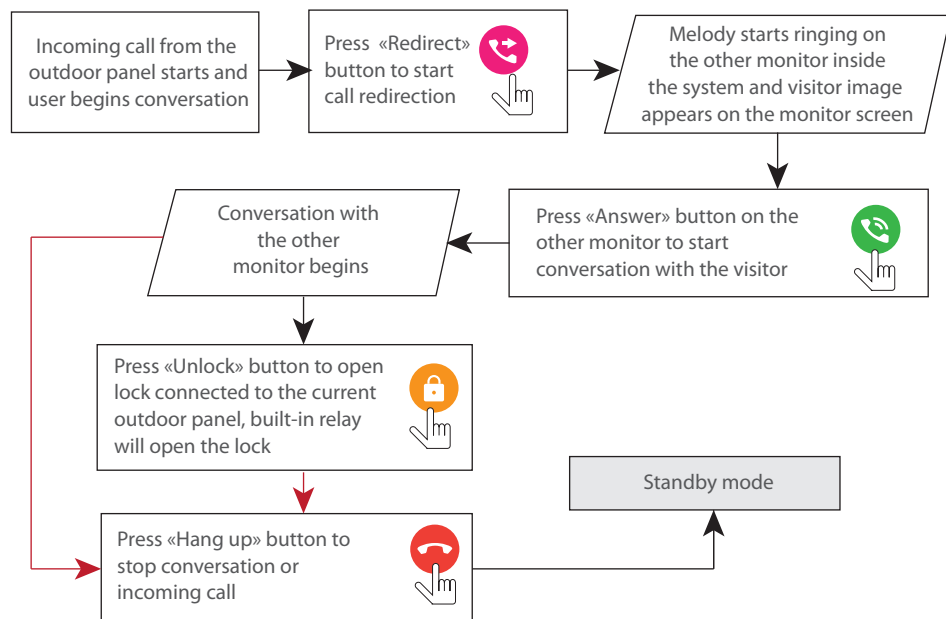 Incoming call from the
outdoor panel starts and
user begins conversation
Press «Redirect»
button to start
call redirection
Melody starts ringing on
the other monitor inside
the system and visitor image
appears on the monitor screen
Press «Answer» button on the
other monitor to start
conversation with the visitor
Conversation with
the other
monitor begins
Press «Unlock» button to open
lock connected to the current
outdoor panel, built-in relay
will open the lock
Press «Hang up» button to
stop conversation or
incoming call
Standby mode